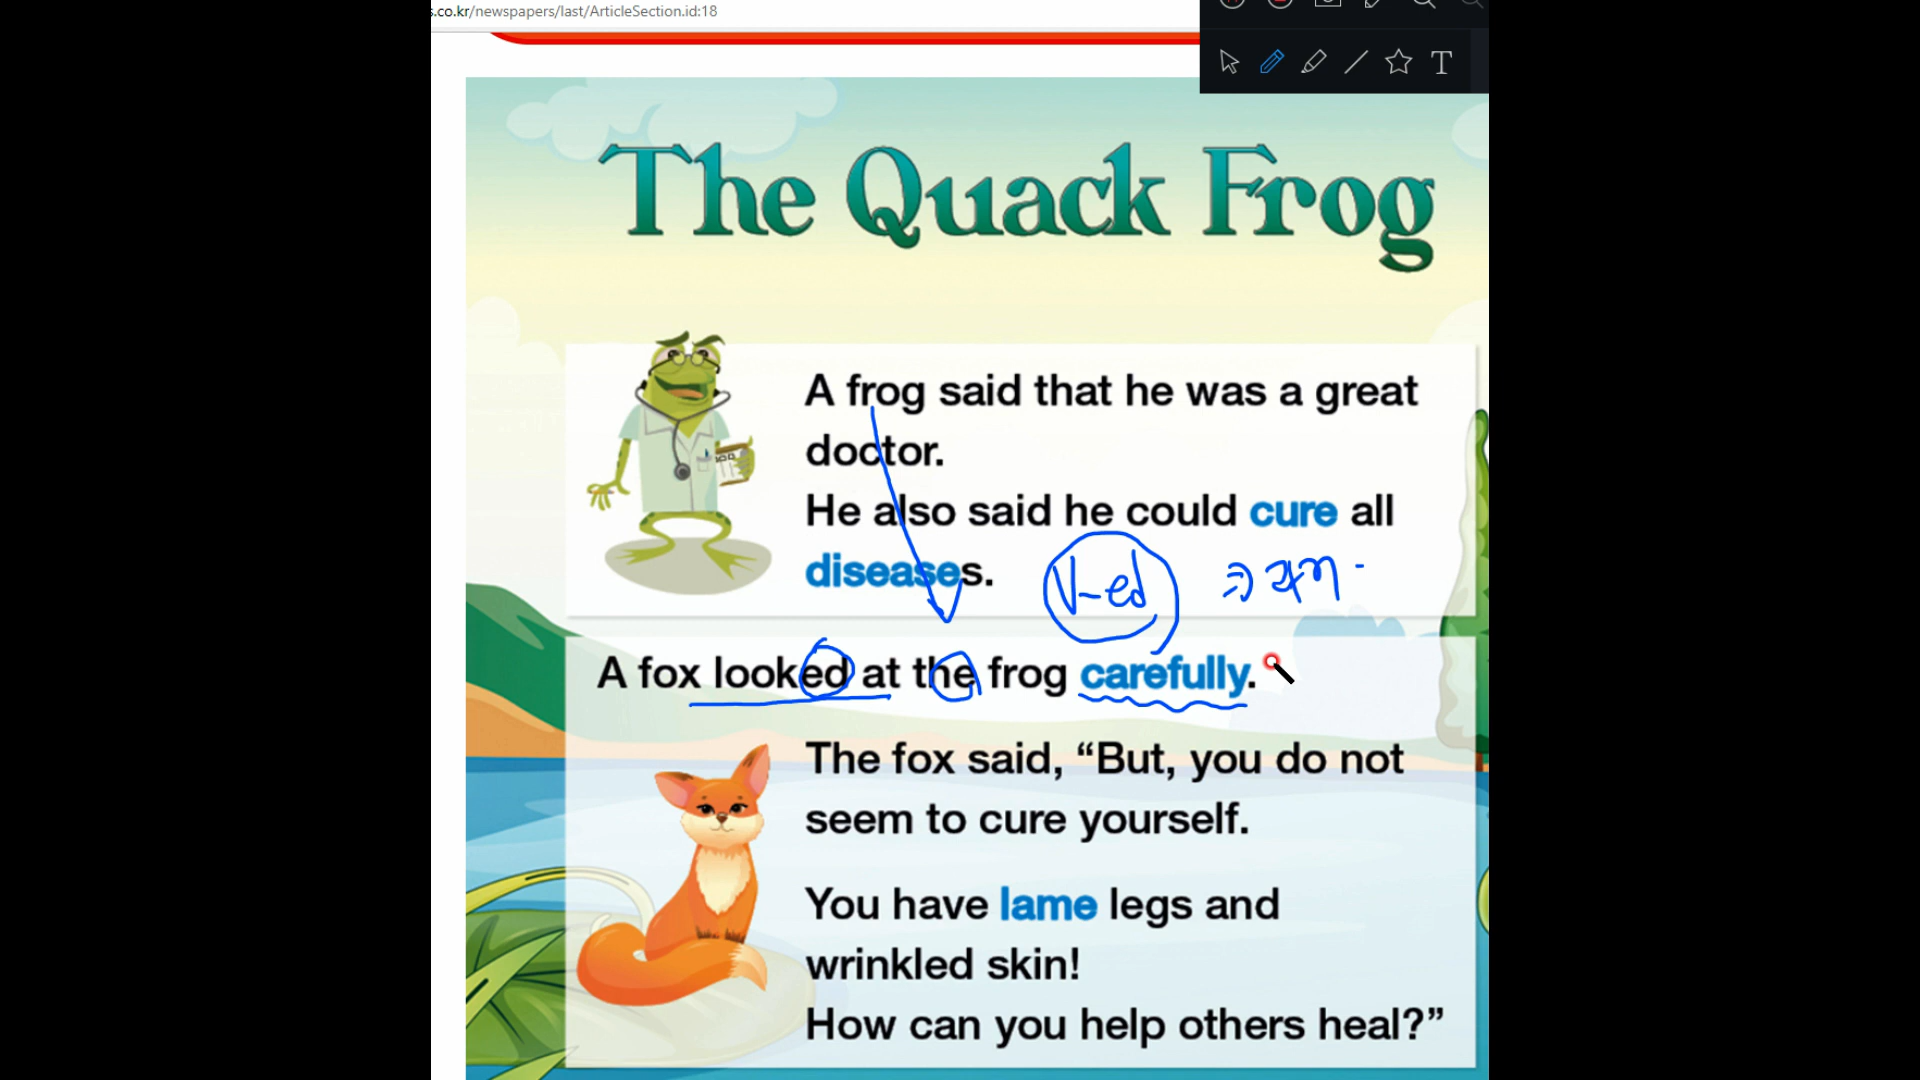 s.co.kr/newspapers/last/ArticleSection.id:18
T
The Quack Frog
A frog said that he was a great
doctor.
He also said he could cure all
diseases.
V-ed
A fox looked at the frog carefully.
The fox said, “But, you do not
seem to cure yourself.
You have lame legs and
wrinkled skin!
How can you help others heal?”